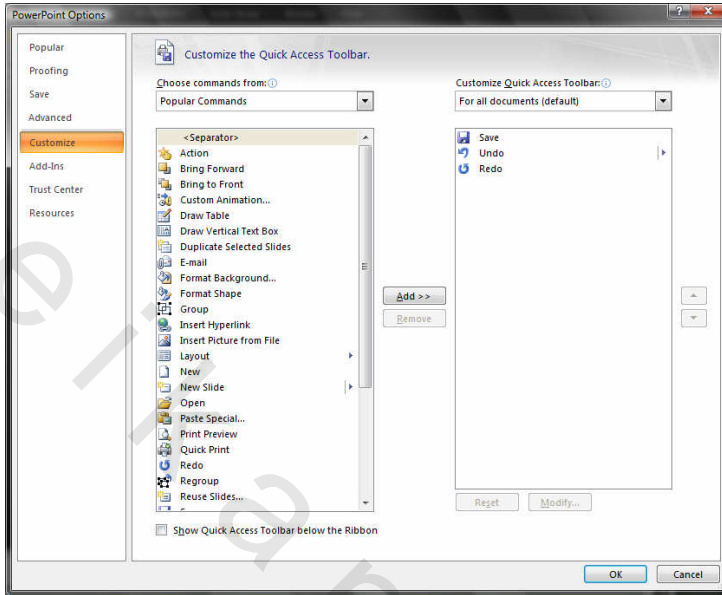 PowerPoint Options
Popular
Proofing
Save
Advanced
Customize
Add-Ins
Trust Center
Resources
Customize the Quick Access Toolbar.
Choose commands from:
Popular Commands
<Separator>
Action
Bring Forward
Bring to Front
Custom Animation...
Draw Table
Draw Vertical Text Box
Duplicate Selected Slides
E-mail
Format Background...
Format Shape
Group
Insert Hyperlink
Insert Picture from File
Layout
New
New Slide
Open
Paste Special...
Print Preview
Quick Print
Redo
Regroup
Reuse Slides...
Show Quick Access Toolbar below the Ribbon
Add >>
Remove
Customize Quick Access Toolbar:
For all documents (default)
Save
Undo
Redo
Reset
Modify...
OK
Cancel